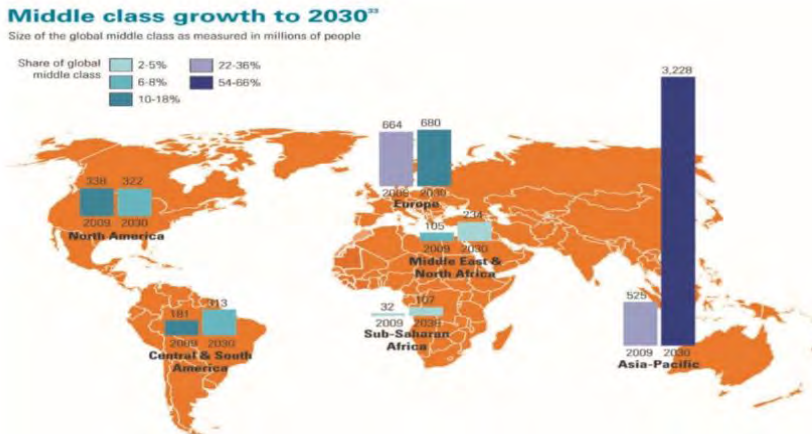 Middle class growth to 2030³³
Size of the global middle class as measured in millions of people
Share of global
middle class
2-5%
6-8%
10-18%
22-36%
54-66%
3,228
664 680
2009 2030
Europe
338 322
2009 2030
North America
105 234
2009 2030
Middle East &
North Africa
181 313
2009 2030
Central & South
America
32 107
2009 2030
Sub-Saharan
Africa
525
2009 2030
Asia-Pacific